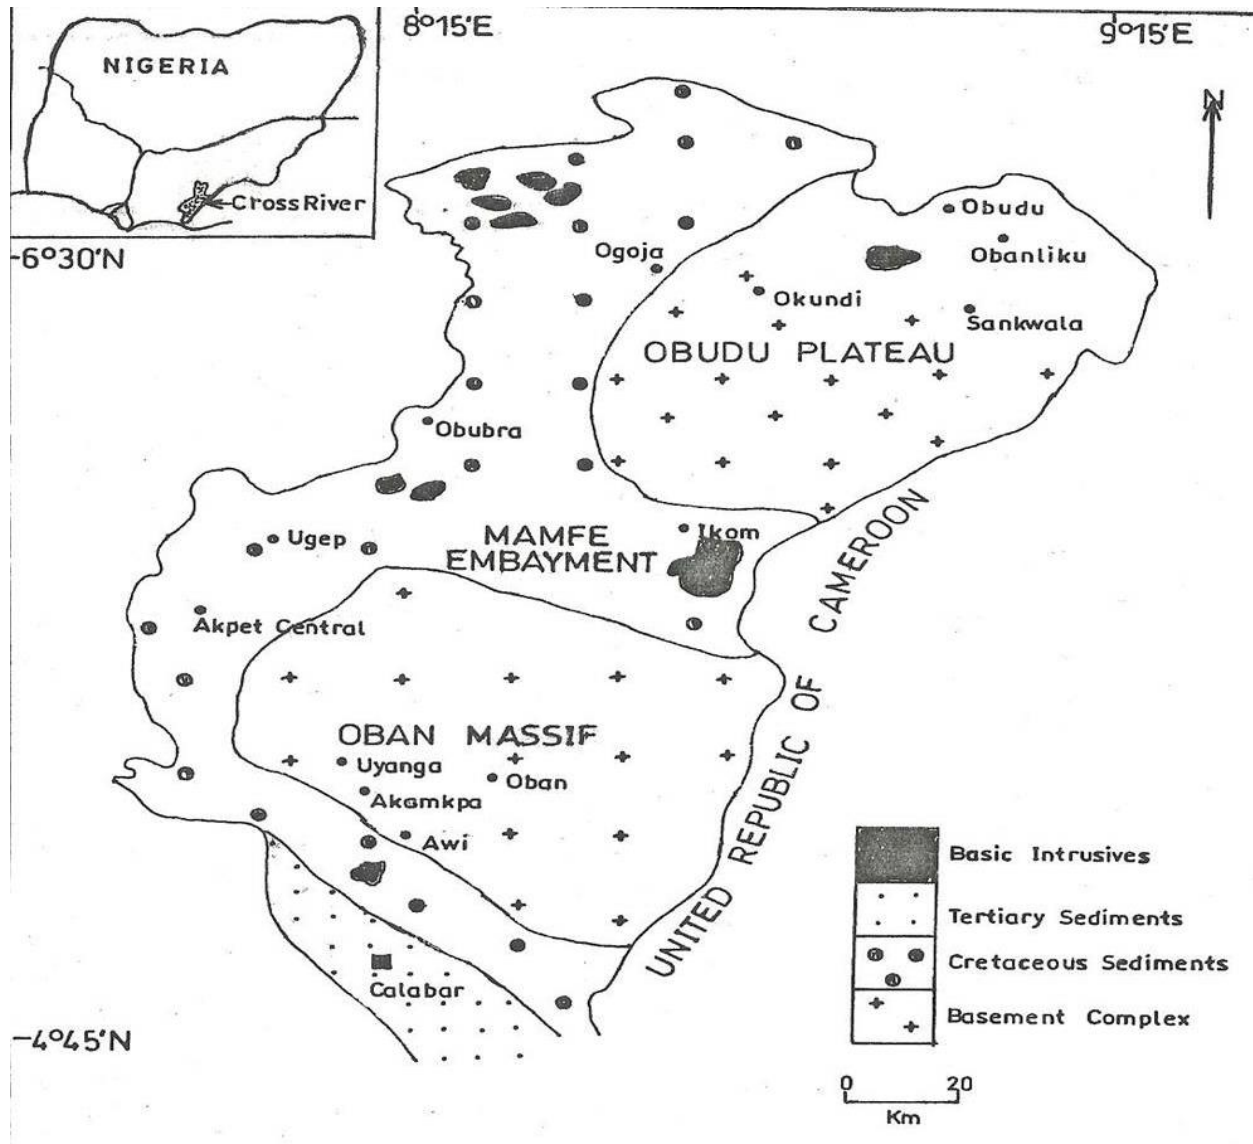 8°15'E
9°15'E
NIGERIA
N
CrossRiver
6°30'N
Obudu
Ogoja
Obanliku
Okundi
Sankwala
OBUDU PLATEAU
Obubra
Ikom
Ugep
MAMFE
EMBAYMENT
Akpet Central
OBAN MASSIF
Uyanga
Oban
Akamkpa
Awi
UNITED REPUBLIC OF CAMEROON
Calabar
4°45'N
Basic Intrusives
Tertiary Sediments
Cretaceous Sediments
Basement Complex
0 20
Km